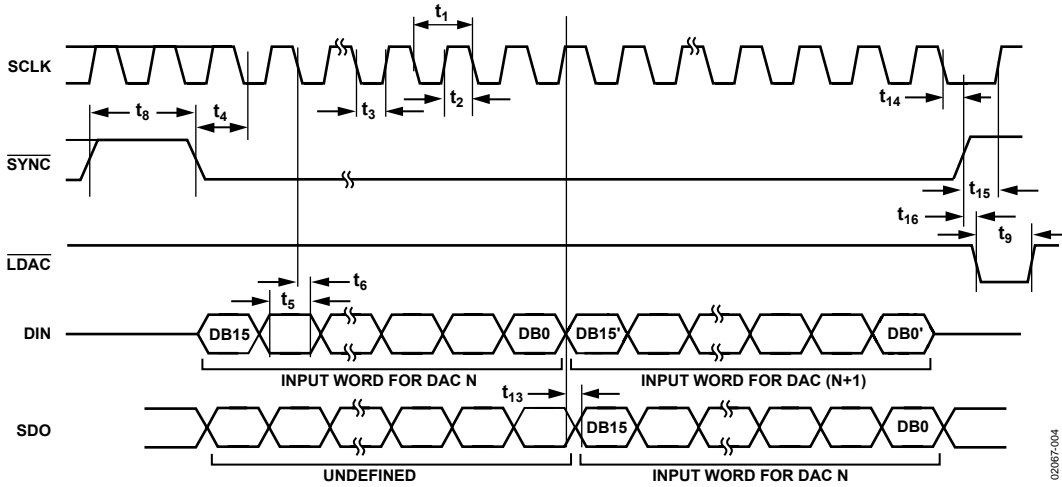 t1
SCLK
t8
t4
t3
t2
t14
SYNC
t15
t16
t9
LDAC
t6
t5
DIN
DB15
DB0
DB15'
DB0'
INPUT WORD FOR DAC N
INPUT WORD FOR DAC (N+1)
t13
SDO
DB15
DB0
UNDEFINED
INPUT WORD FOR DAC N
02067-004